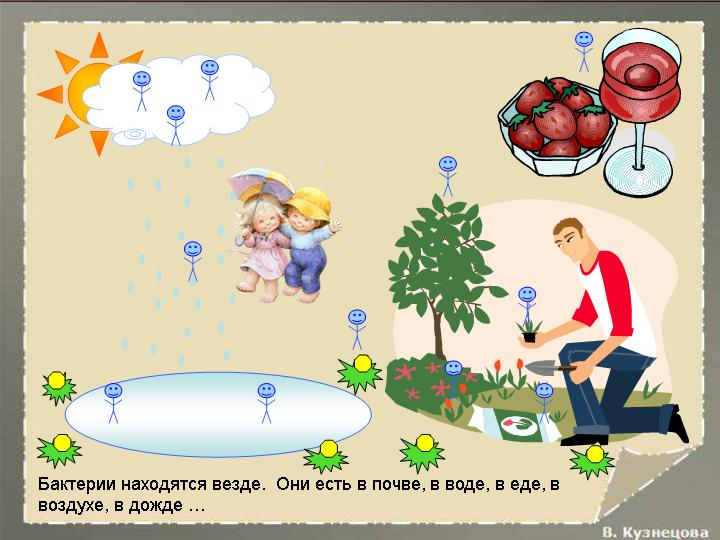 Бактерии находятся везде.  Они есть в почве, в воде, в еде, в
воздухе, в дожде …
В. Кузнецова